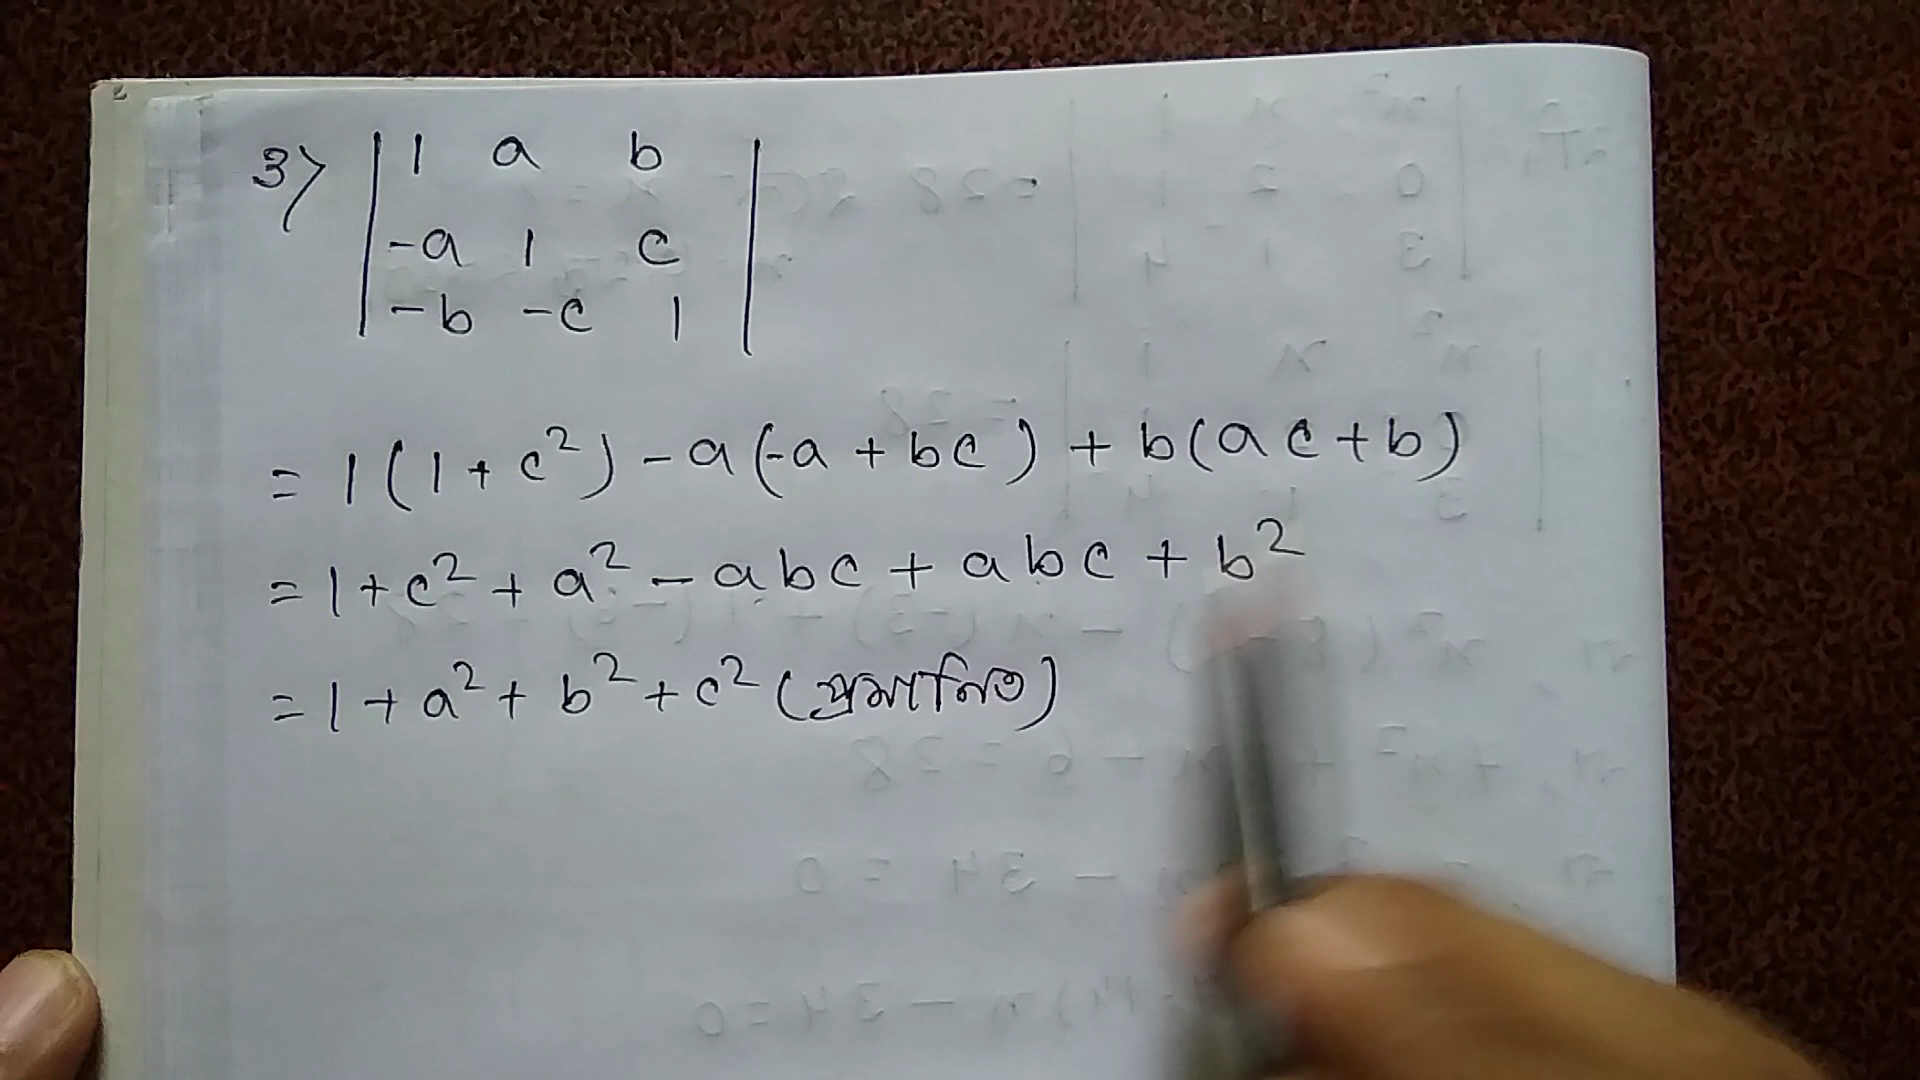 3) | 1 a b |
| -a 1 c |
| -b -c 1 |
= 1(1+c²) - a(-a+bc) + b(ac+b)
= 1+c²+a²-abc+abc+b²
= 1+a²+b²+c² (প্রমাণিত)